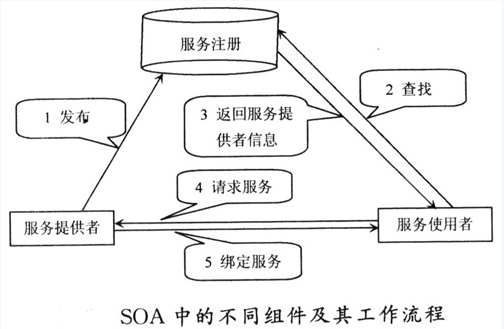 服务注册
1 发布
2 查找
3 返回服务提
供者信息
4 请求服务
服务提供者
服务使用者
5 绑定服务
SOA 中的不同组件及其工作流程